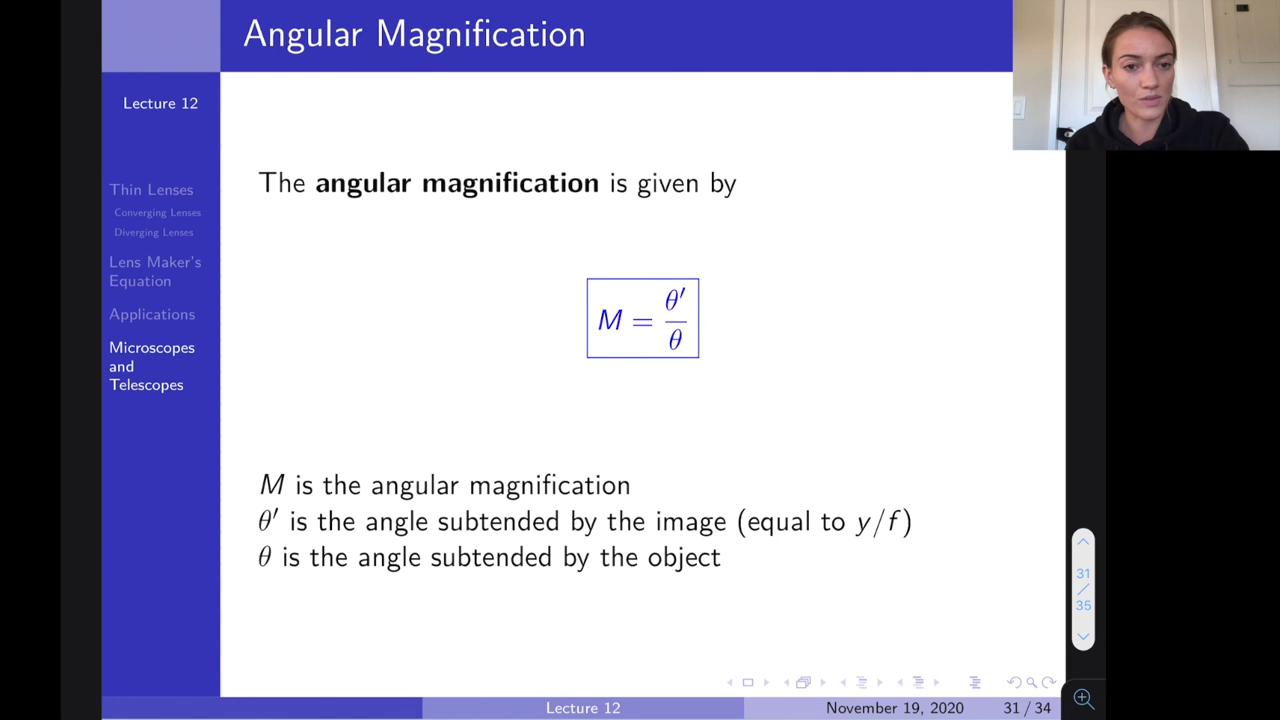 Angular Magnification
Lecture 12
Thin Lenses
Converging Lenses
Diverging Lenses
Lens Maker's
Equation
Applications
Microscopes
and
Telescopes
The angular magnification is given by
M = θ′/θ
M is the angular magnification
θ′ is the angle subtended by the image (equal to y/f)
θ is the angle subtended by the object
31
/
35
Lecture 12
November 19, 2020
31 / 34